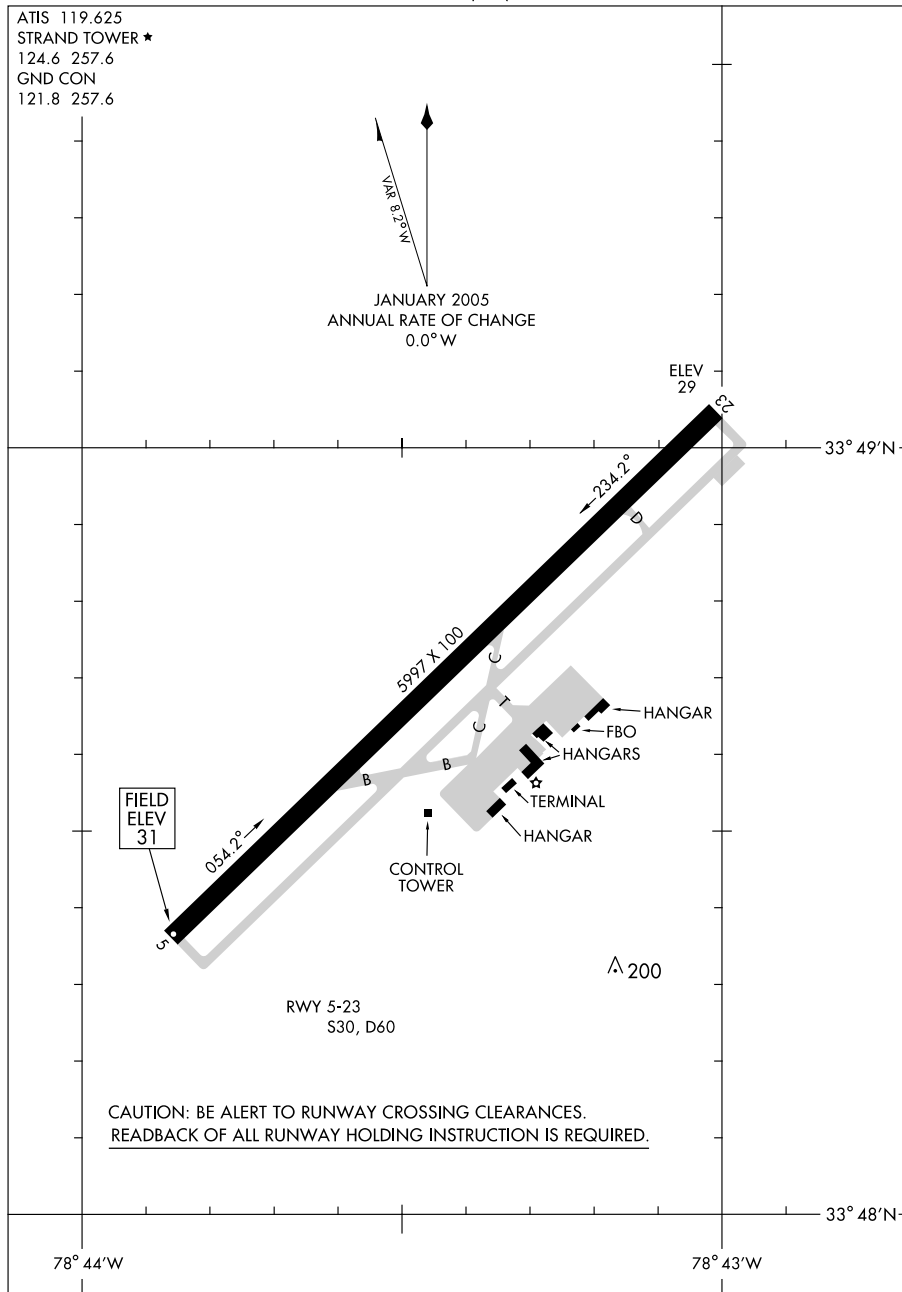 ATIS 119.625
STRAND TOWER ★
124.6 257.6
GND CON
121.8 257.6
VAR 8.2° W
JANUARY 2005
ANNUAL RATE OF CHANGE
0.0° W
ELEV
29
23
33° 49'N
234.2°
D
5997 X 100
C
T
C
HANGAR
FBO
HANGARS
B
B
TERMINAL
HANGAR
FIELD
ELEV
31
054.2°
CONTROL
TOWER
5
200
RWY 5-23
S30, D60
CAUTION: BE ALERT TO RUNWAY CROSSING CLEARANCES.
READBACK OF ALL RUNWAY HOLDING INSTRUCTION IS REQUIRED.
33° 48'N
78° 44'W
78° 43'W